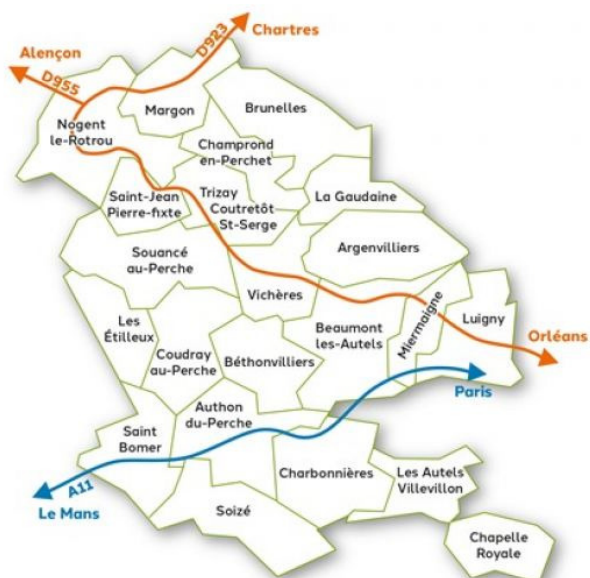 Alençon
D955
D923
Chartres
Margon
Brunelles
Nogent
le-Rotrou
Champrond
en-Perchet
Saint-Jean
Pierre-fixte
Trizay
Coutretôt
St-Serge
La Gaudaine
Souancé
au-Perche
Argenvilliers
Vichères
Les
Étilleux
Coudray
au-Perche
Béthonvilliers
Beaumont
les-Autels
Miermaigne
Luigny
Orléans
Paris
Authon
du-Perche
Saint
Bomer
A11
Le Mans
Charbonnières
Les Autels
Villevillon
Soizé
Chapelle
Royale